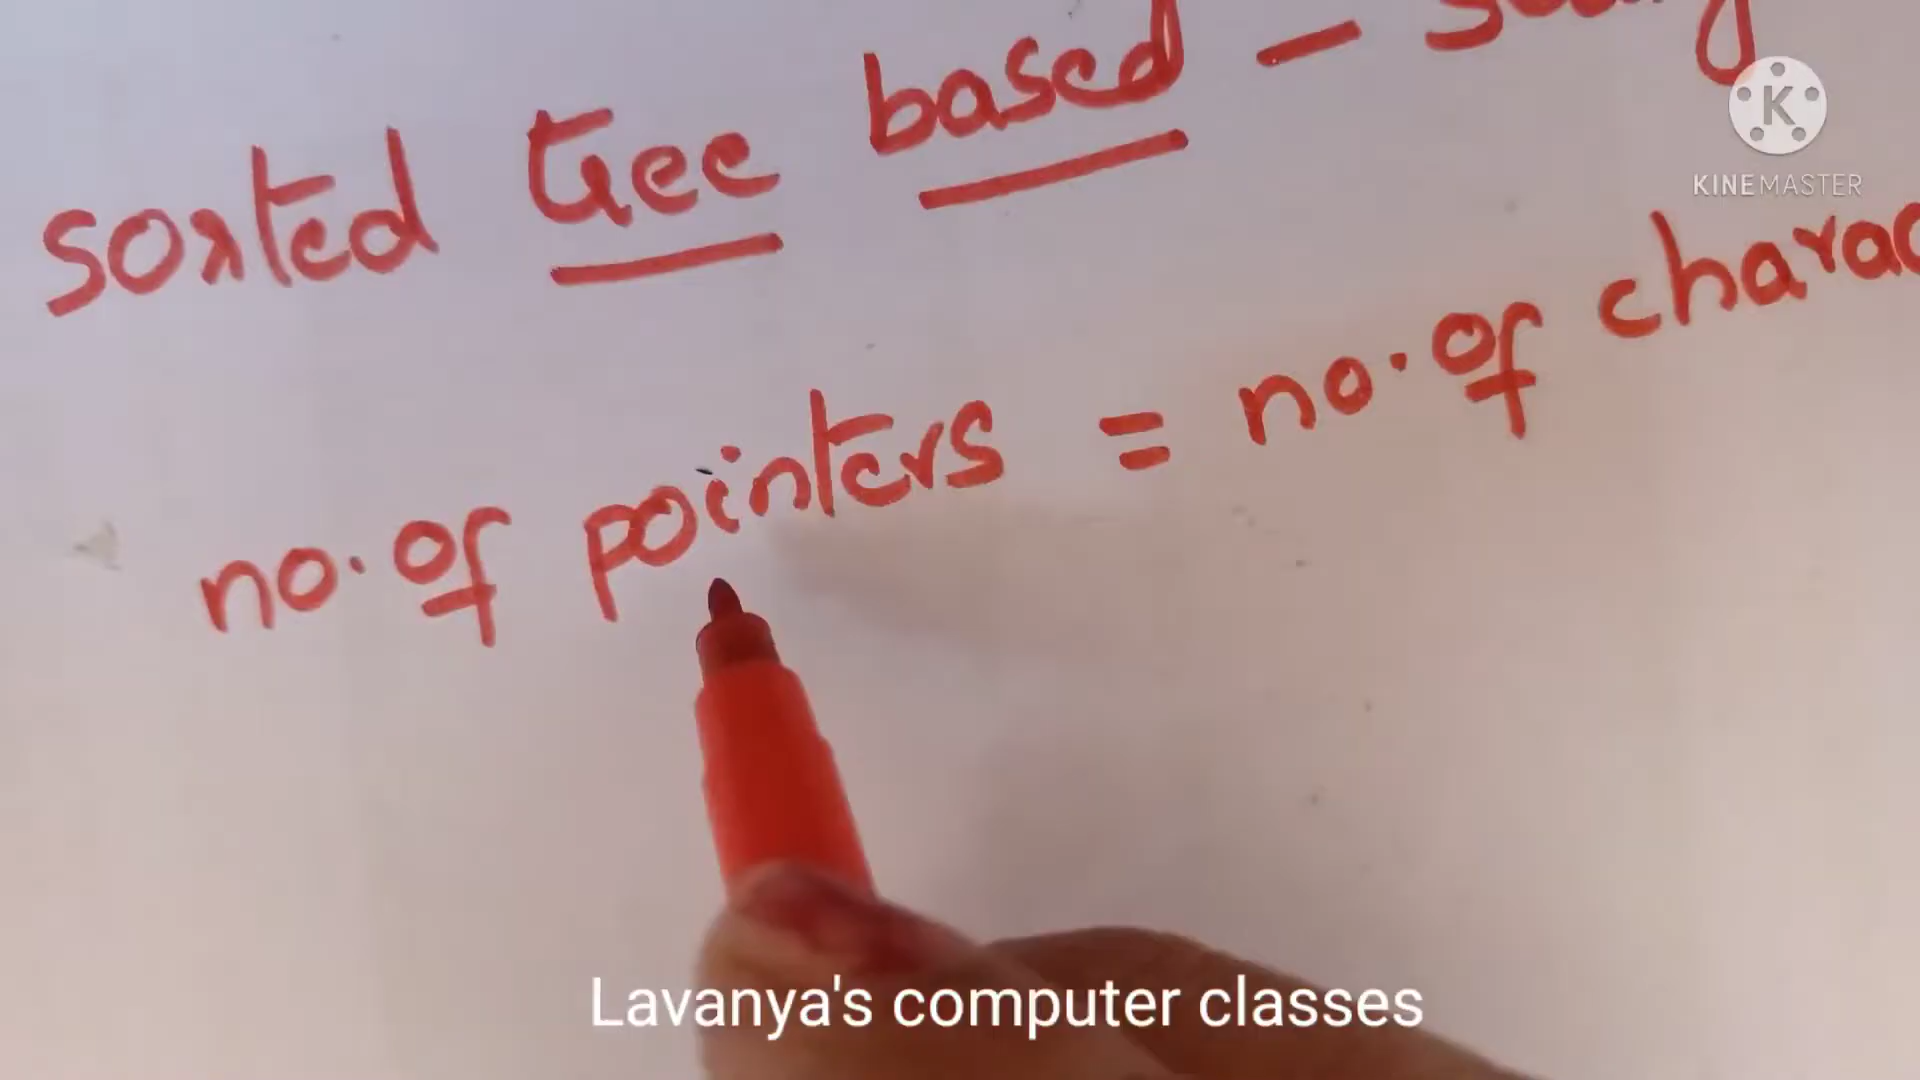 sorted tree based -
no. of pointers = no. of charac
KINEMASTER
Lavanya's computer classes